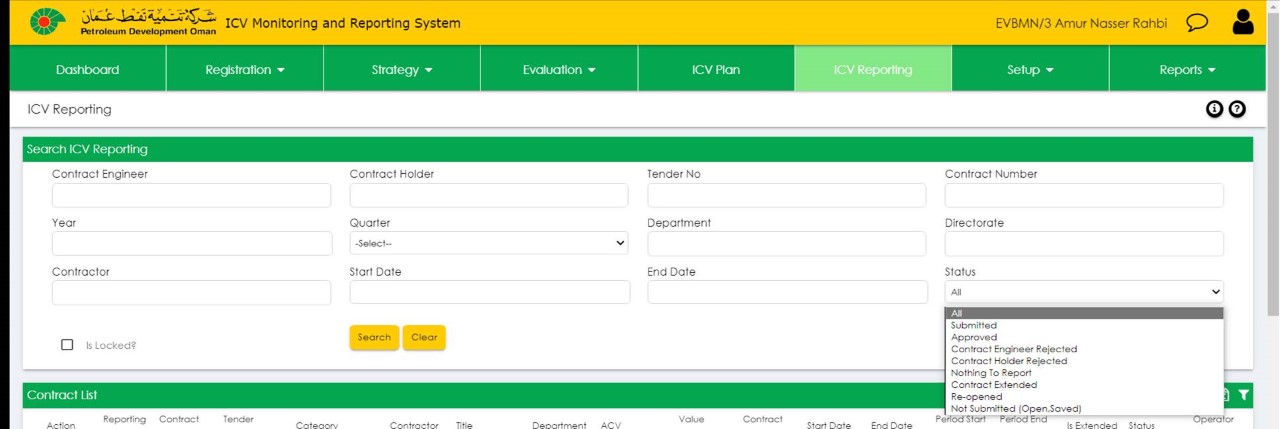 شركة تنمية نفط عمان
Petroleum Development Oman
ICV Monitoring and Reporting System
EVBMN/3 Amur Nasser Rahbi
Dashboard Registration Strategy Evaluation ICV Plan ICV Reporting Setup Reports
ICV Reporting
Search ICV Reporting
Contract Engineer Contract Holder Tender No Contract Number
Year Quarter Department Directorate
-Select--
Contractor Start Date End Date Status
All
Is Locked?
Search Clear
All
Submitted
Approved
Contract Engineer Rejected
Contract Holder Rejected
Nothing To Report
Contract Extended
Re-opened
Not Submitted (Open,Saved)
Contract List
Reporting Contract Tender Value Contract Period Start Period End Operator
Action Category Contractor Title Department ACV Start Date End Date Is Extended Status